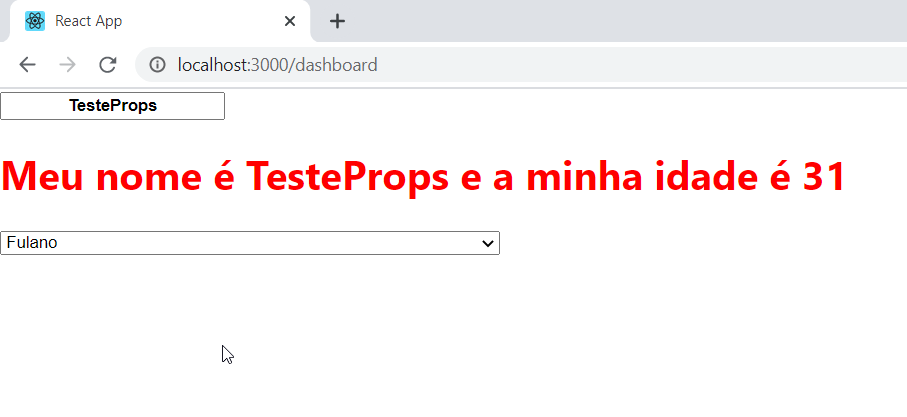 React App
localhost:3000/dashboard
TesteProps
Meu nome é TesteProps e a minha idade é 31
Fulano